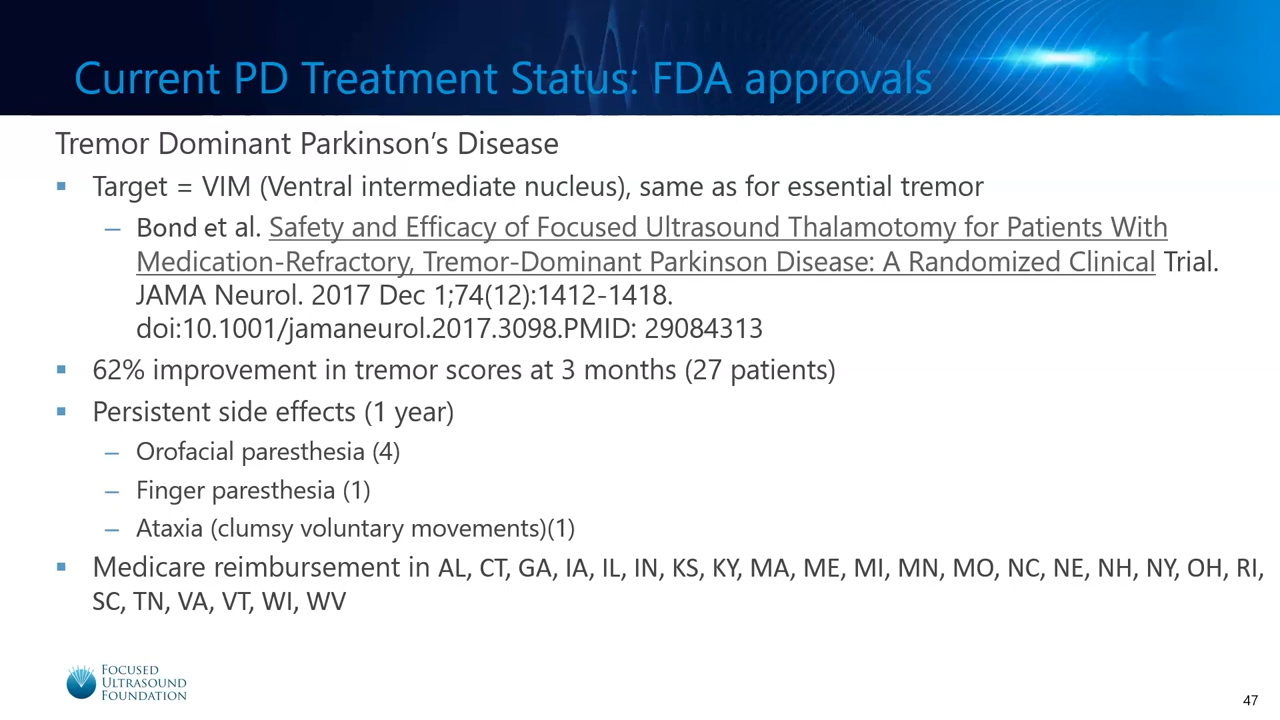 Current PD Treatment Status: FDA approvals
Tremor Dominant Parkinson’s Disease
▪ Target = VIM (Ventral intermediate nucleus), same as for essential tremor
– Bond et al. Safety and Efficacy of Focused Ultrasound Thalamotomy for Patients With
Medication-Refractory, Tremor-Dominant Parkinson Disease: A Randomized Clinical Trial.
JAMA Neurol. 2017 Dec 1;74(12):1412-1418.
doi:10.1001/jamaneurol.2017.3098.PMID: 29084313
▪ 62% improvement in tremor scores at 3 months (27 patients)
▪ Persistent side effects (1 year)
– Orofacial paresthesia (4)
– Finger paresthesia (1)
– Ataxia (clumsy voluntary movements)(1)
▪ Medicare reimbursement in AL, CT, GA, IA, IL, IN, KS, KY, MA, ME, MI, MN, MO, NC, NE, NH, NY, OH, RI,
SC, TN, VA, VT, WI, WV
FOCUSED
ULTRASOUND
FOUNDATION
47